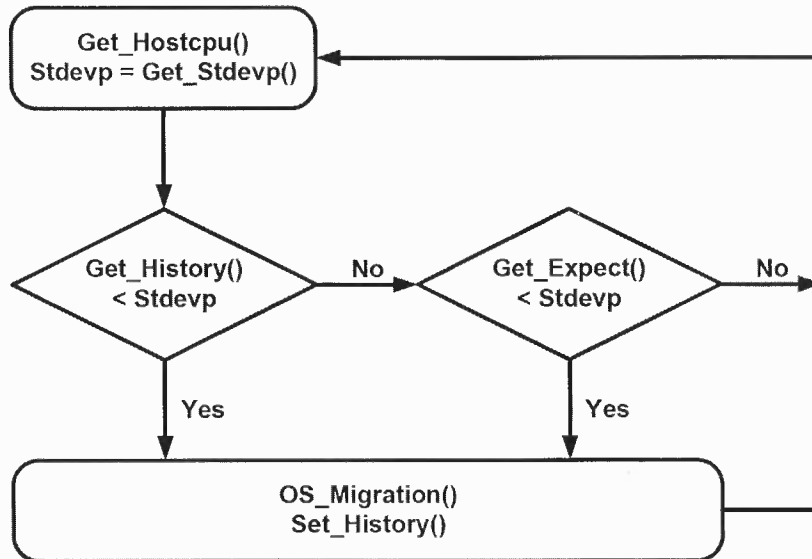 Get_Hostcpu()
Stdevp = Get_Stdevp()
Get_History()
< Stdevp
No
Get_Expect()
< Stdevp
No
Yes
Yes
OS_Migration()
Set_History()